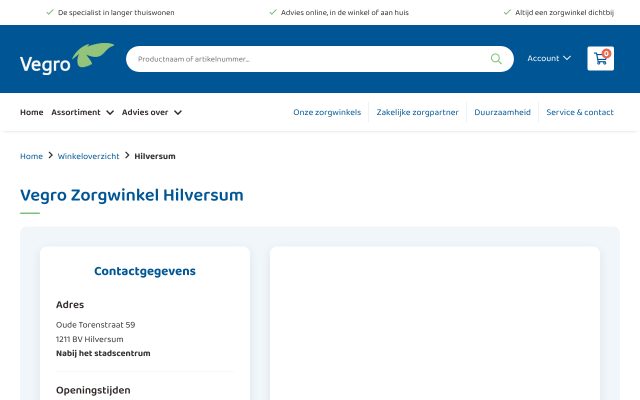 De specialist in langer thuiswonen
Advies online, in de winkel of aan huis
Altijd een zorgwinkel dichtbij
Vegro
Productnaam of artikelnummer...
Account
0
Home
Assortiment
Advies over
Onze zorgwinkels
Zakelijke zorgpartner
Duurzaamheid
Service & contact
Home
Winkeloverzicht
Hilversum
Vegro Zorgwinkel Hilversum
Contactgegevens
Adres
Oude Torenstraat 59
1211 BV Hilversum
Nabij het stadscentrum
Openingstijden